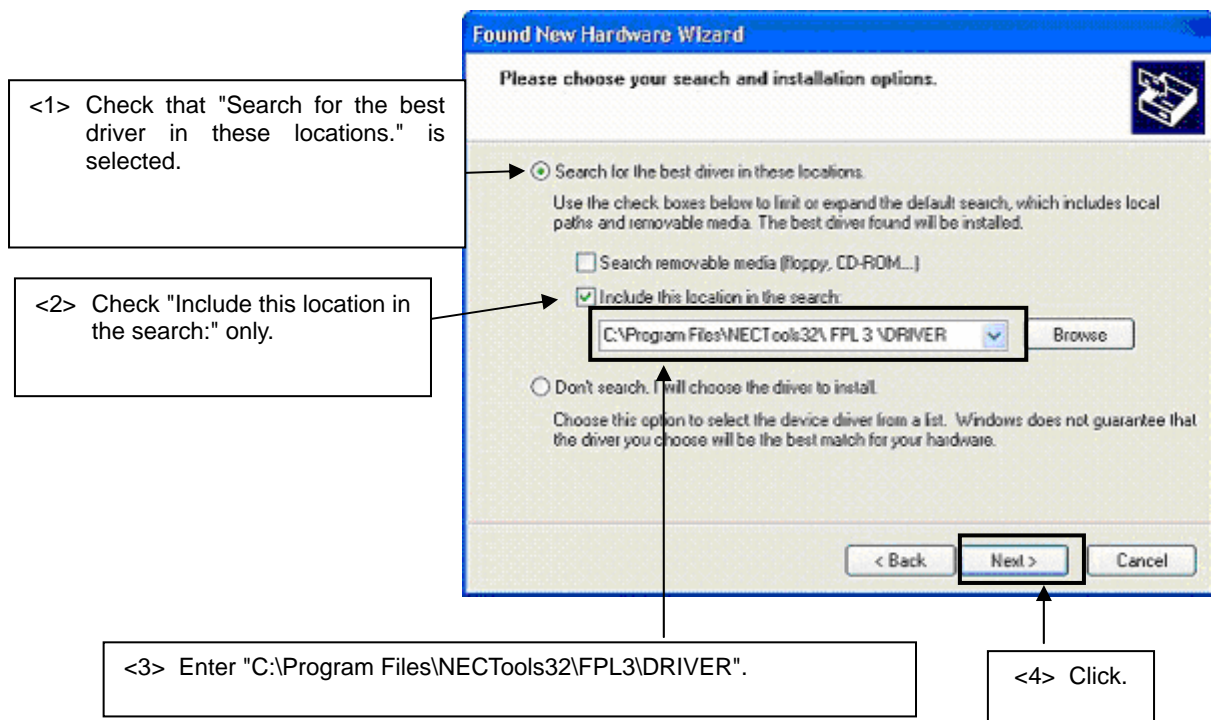 Found New Hardware Wizard
Please choose your search and installation options.
<1> Check that "Search for the best
driver in these locations." is
selected.
Search for the best driver in these locations.
Use the check boxes below to limit or expand the default search, which includes local
paths and removable media. The best driver found will be installed.
Search removable media (floppy, CD-ROM...)
<2> Check "Include this location in
the search:" only.
Include this location in the search:
C:\Program Files\NECTools32\ FPL 3 \DRIVER
Browse
Don't search. I will choose the driver to install.
Choose this option to select the device driver from a list. Windows does not guarantee that
the driver you choose will be the best match for your hardware.
< Back
Next >
Cancel
<3> Enter "C:\Program Files\NECTools32\FPL3\DRIVER".
<4> Click.